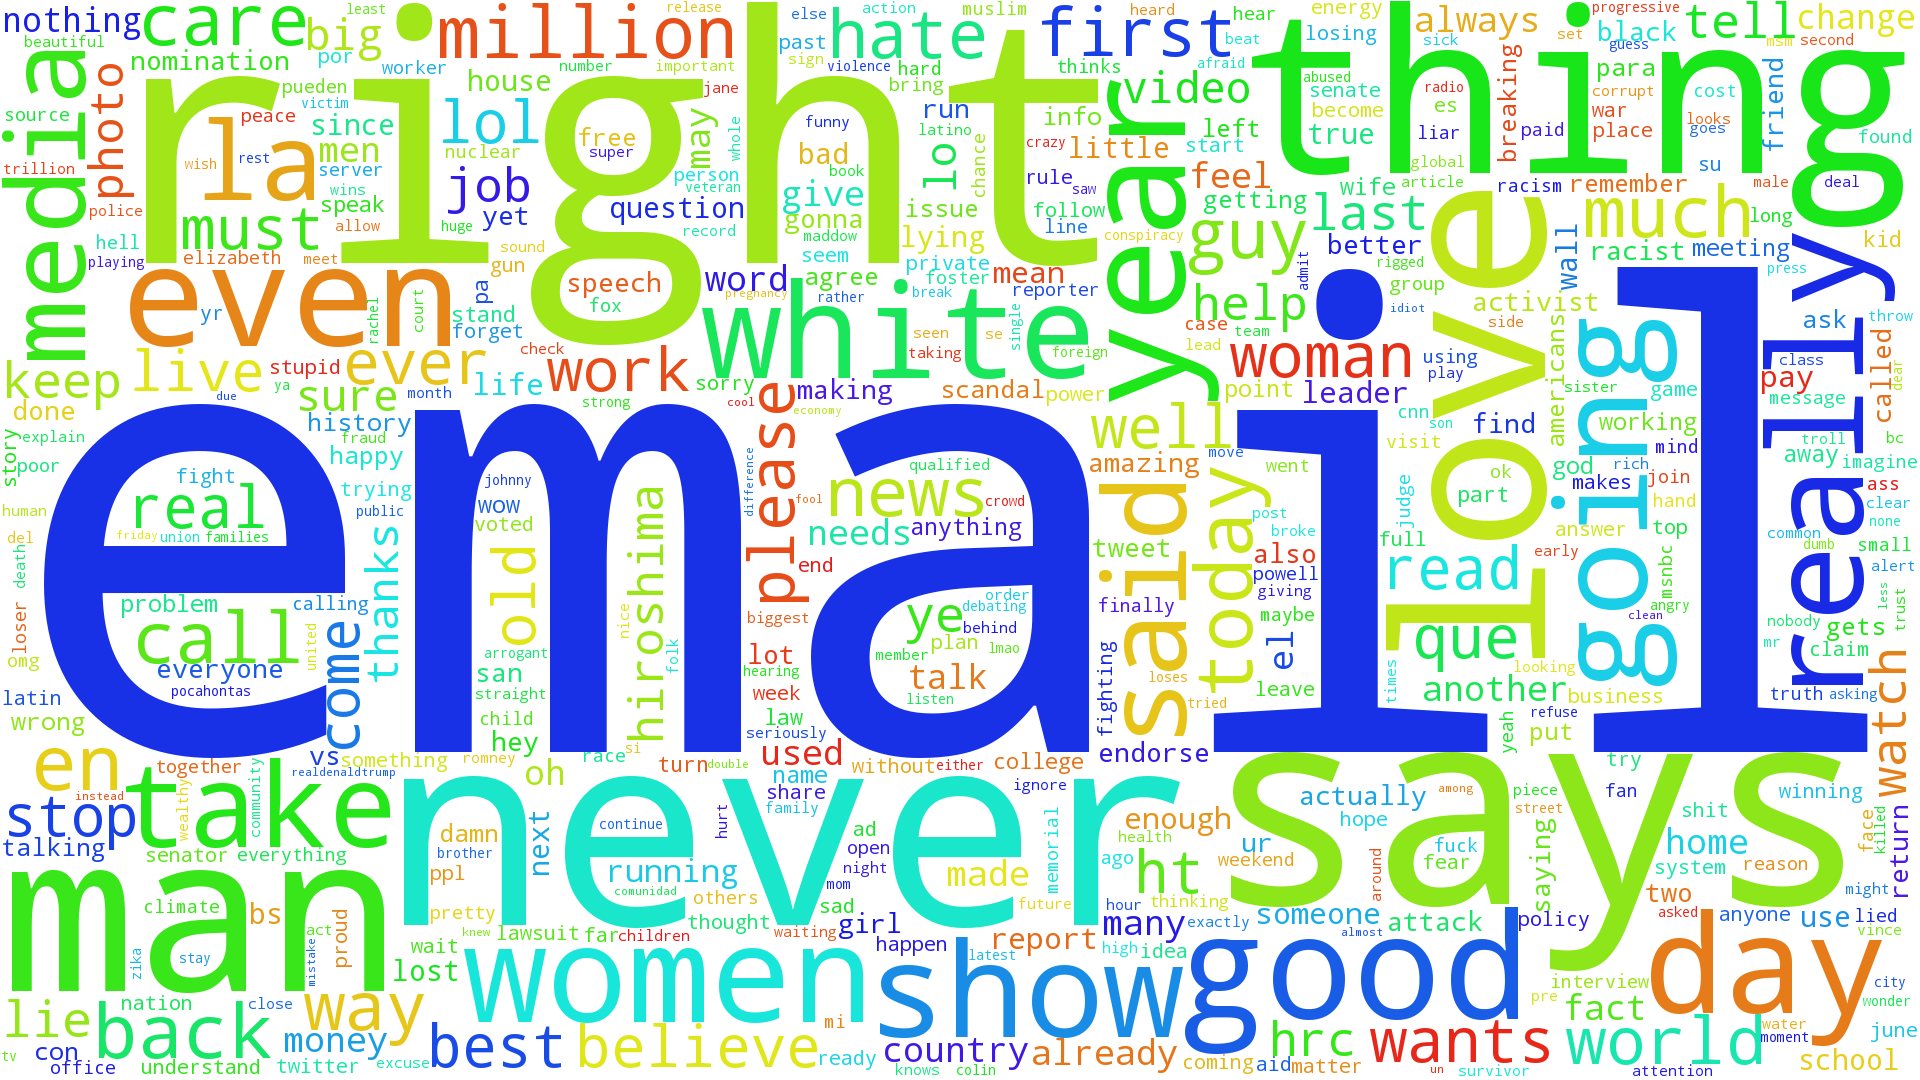 email
right
thing
never
says
man
good
women
show
day
love
going
really
year
white
even
take
said
media
today
back
way
best
believe
country
already
hrc
wants
world
fact
million
care
big
nothing
beautiful
least
nomination
por
worker
release
number
important
hate
else
past
sign
action
muslim
violence
hard
bring
thinks
first
heard
beat
hear
afraid
energy
losing
always
sick
progressive
set
guess
black
tell
msm
second
change
photo
source
trillion
police
hell
playing
pueden
victim
peace
since
men
server
wins
speak
allow
meet
elizabeth
must
rla
wish
rest
house
lol
nuclear
job
yet
huge
sound
gun
free
super
question
speech
fox
may
whole
jane
person
veteran
record
maddow
seem
funny
bad
book
give
gonna
run
latino
lo
issue
lying
private
chance
info
crazy
little
rule
saw
follow
line
conspiracy
video
left
start
feel
getting
guy
help
abused
senate
become
true
wife
last
admit
rigged
group
es
liar
radio
global
article
breaking
paid
racism
para
war
corrupt
place
remember
racist
cost
looks
goes
su
male
meeting
friend
deal
found
much
long
kid
press
wall
activist
idiot
side
ask
throw
called
class
dear
pay
message
word
pregnancy
agree
rather
foster
break
mean
reporter
seen
se
single
taking
foreign
case
team
lead
woman
leader
point
using
play
yr
rachel
court
pa
stand
forget
check
stupid
ya
ever
live
keep
due
sure
month
life
strong
work
sorry
cool
making
economy
scandal
power
please
done
explain
story
poor
history
fraud
happy
trying
public
fight
real
human
del
friday
union
families
death
problem
call
calling
everyone
pocahontas
loser
omg
latin
wrong
thanks
come
johnny
wow
voted
old
arrogant
san
straight
child
hey
hiroshima
nice
folk
difference
fool
end
biggest
lot
hearing
week
law
seriously
used
qualified
news
crowd
needs
anything
ye
order
debating
plan
behind
member
lmao
talk
listen
well
amazing
move
went
tweet
finally
loses
tried
fighting
endorse
post
broke
also
powell
giving
maybe
el
leave
cnn
son
visit
judge
full
read
que
another
times
find
ok
part
americans
sister
game
working
mind
god
makes
rich
join
hand
answer
top
early
msnbc
angry
clean
looking
business
refuse
yeah
put
troll
bc
away
imagine
ass
clear
none
common
dumb
small
alert
less
trust
nobody
mr
gets
claim
truth
asking
watch
en
vs
together
something
realdenaldtrump
romney
oh
race
si
turn
double
without
either
college
name
share
family
ignore
instead
wealthy
community
stop
talking
senator
everything
damn
brother
ppl
next
continue
running
comunidad
hurt
others
thought
ad
open
night
mom
sad
girl
made
memorial
future
health
ago
enough
ht
thinking
hour
many
high
idea
exactly
ur
weekend
actually
hope
among
fuck
fear
around
someone
attack
almost
piece
street
saying
policy
try
fan
shit
home
system
reason
winning
two
asked
anyone
use
face
killed
return
might
lied
vince
climate
bs
act
zika
stay
mistake
proud
wait
lost
pretty
knew
lawsuit
far
children
waiting
happen
latest
report
interview
pre
city
wonder
june
lie
nation
close
con
tv
office
understand
money
twitter
excuse
mi
ready
knows
colin
coming
aid
matter
un
survivor
attention
water
moment
school